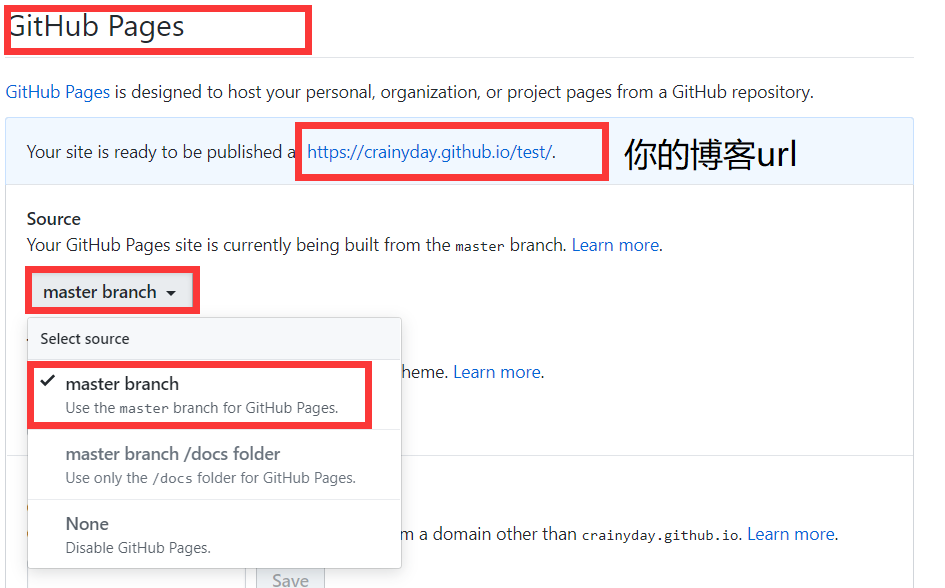 GitHub Pages
GitHub Pages is designed to host your personal, organization, or project pages from a GitHub repository.
Your site is ready to be published a https://crainyday.github.io/test/.
你的博客url
Source
Your GitHub Pages site is currently being built from the master branch. Learn more.
master branch
Select source
heme. Learn more.
master branch
Use the master branch for GitHub Pages.
master branch /docs folder
Use only the /docs folder for GitHub Pages.
None
m a domain other than crainyday.github.io. Learn more.
Disable GitHub Pages.
Save